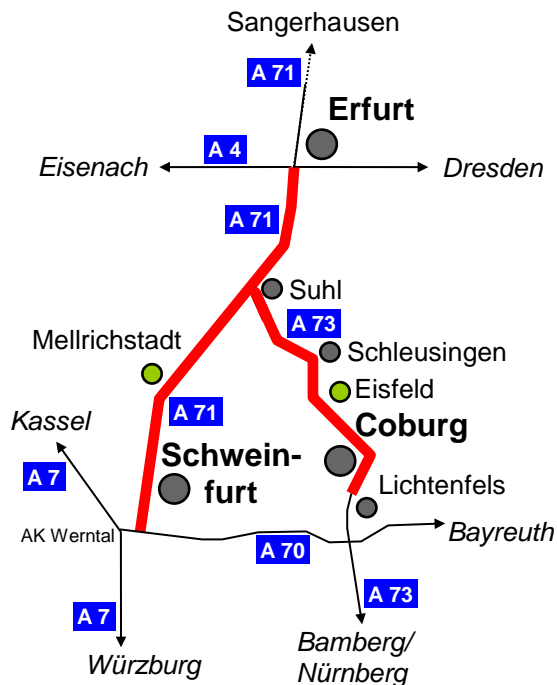 Sangerhausen
A 71
Erfurt
A 4
Eisenach
Dresden
A 71
Suhl
A 73
Mellrichstadt
Schleusingen
Eisfeld
A 71
Kassel
Coburg
Schwein-
furt
A 7
Lichtenfels
AK Werntal
Bayreuth
A 70
A 7
A 73
Würzburg
Bamberg/
Nürnberg